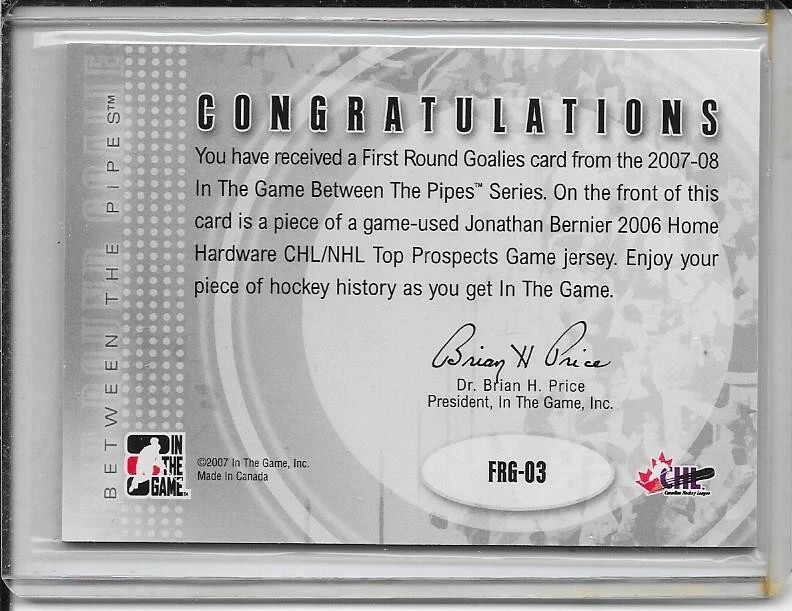 CONGRATULATIONS
You have received a First Round Goalies card from the 2007-08
In The Game Between The Pipes™ Series. On the front of this
card is a piece of a game-used Jonathan Bernier 2006 Home
Hardware CHL/NHL Top Prospects Game jersey. Enjoy your
piece of hockey history as you get In The Game.
Brian H Price
Dr. Brian H. Price
President, In The Game, Inc.
BETWEEN THE PIPES™
IN
THE
GAME™
©2007 In The Game, Inc.
Made In Canada
FRG-03
CHL
Canadian Hockey League